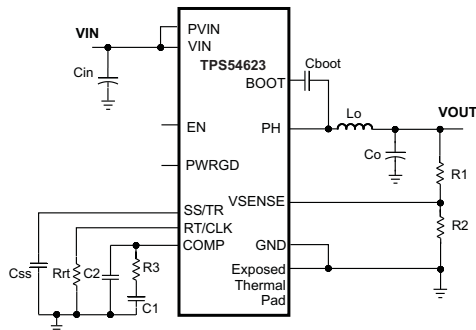 VIN
PVIN
VIN
TPS54623
Cboot
BOOT
Cin
Lo
VOUT
EN
PH
Co
R1
PWRGD
VSENSE
R2
SS/TR
RT/CLK
COMP
GND
Css
Rrt
C2
R3
C1
Exposed
Thermal
Pad